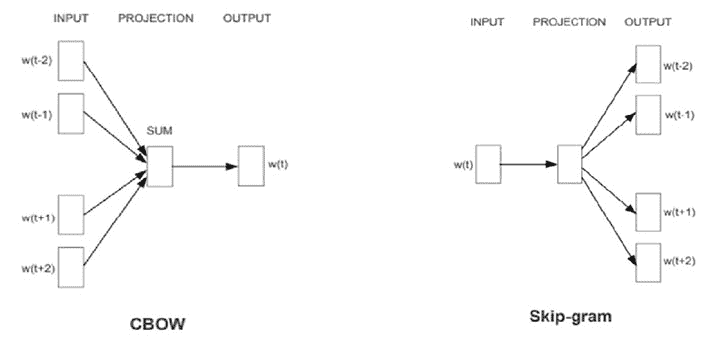 INPUT PROJECTION OUTPUT
w(t-2)
w(t-1)
SUM
w(t)
w(t+1)
w(t+2)
CBOW
INPUT PROJECTION OUTPUT
w(t-2)
w(t-1)
w(t)
w(t+1)
w(t+2)
Skip-gram